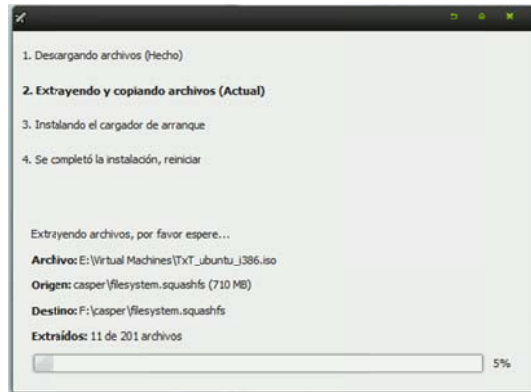 1. Descargando archivos (Hecho)
2. Extrayendo y copiando archivos (Actual)
3. Instalando el cargador de arranque
4. Se completó la instalación, reiniciar
Extrayendo archivos, por favor espere...
Archivo: E:\Virtual Machines\TxT_ubuntu_i386.iso
Origen: casper\filesystem.squashfs (710 MB)
Destino: F:\casper\filesystem.squashfs
Extraídos: 11 de 201 archivos
5%